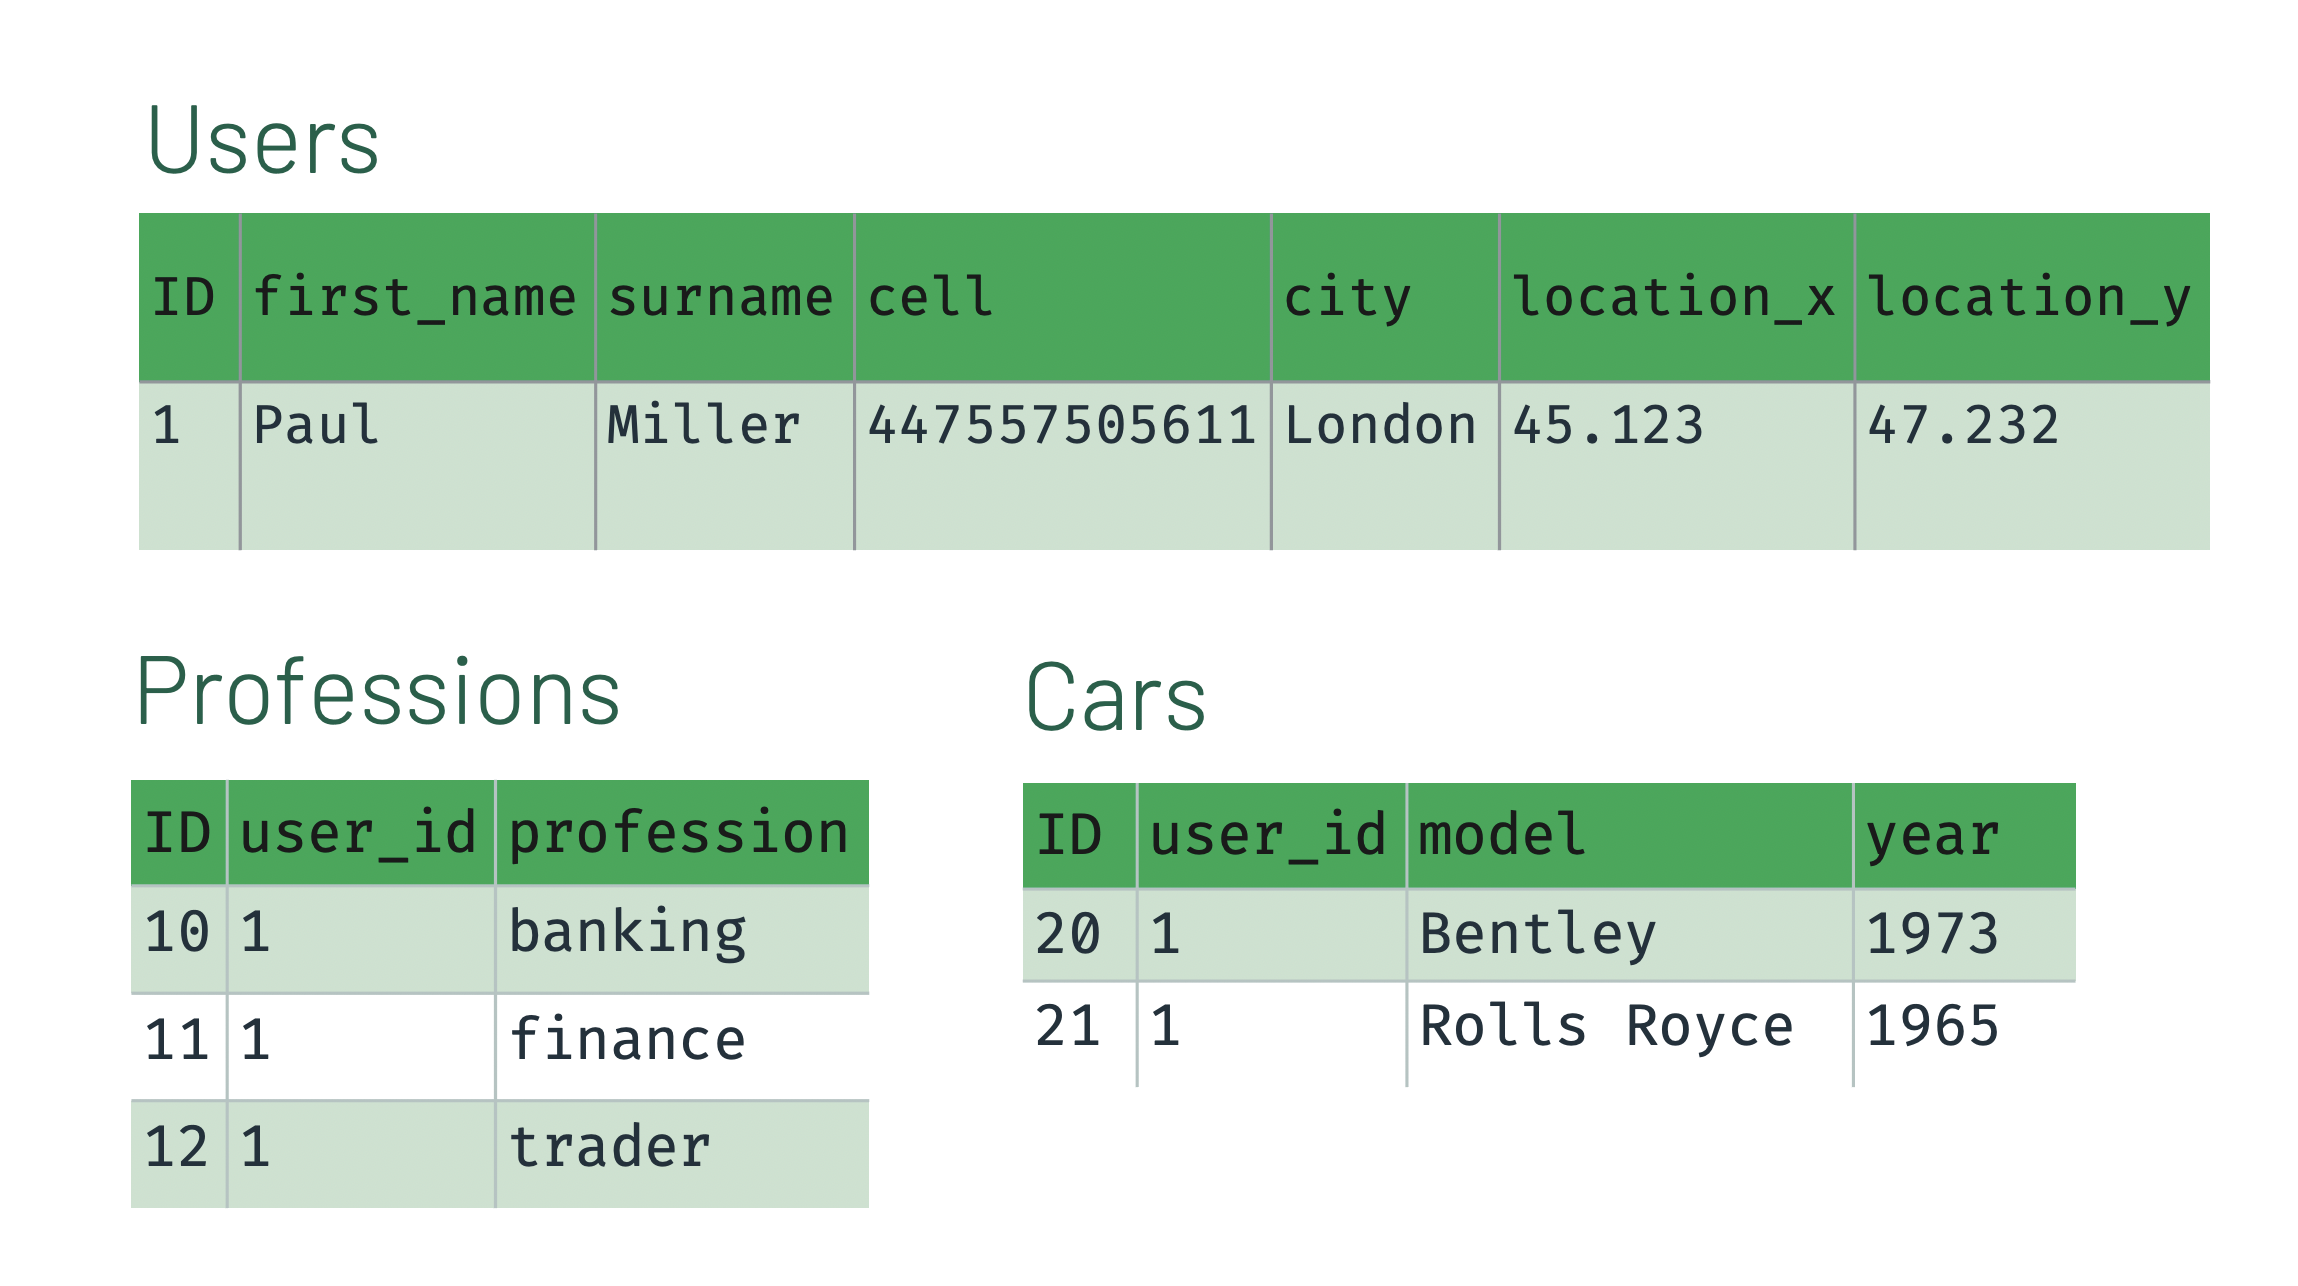 Users
ID first_name surname cell city location_x location_y
1 Paul Miller 447557505611 London 45.123 47.232
Professions
ID user_id profession
10 1 banking
11 1 finance
12 1 trader
Cars
ID user_id model year
20 1 Bentley 1973
21 1 Rolls Royce 1965